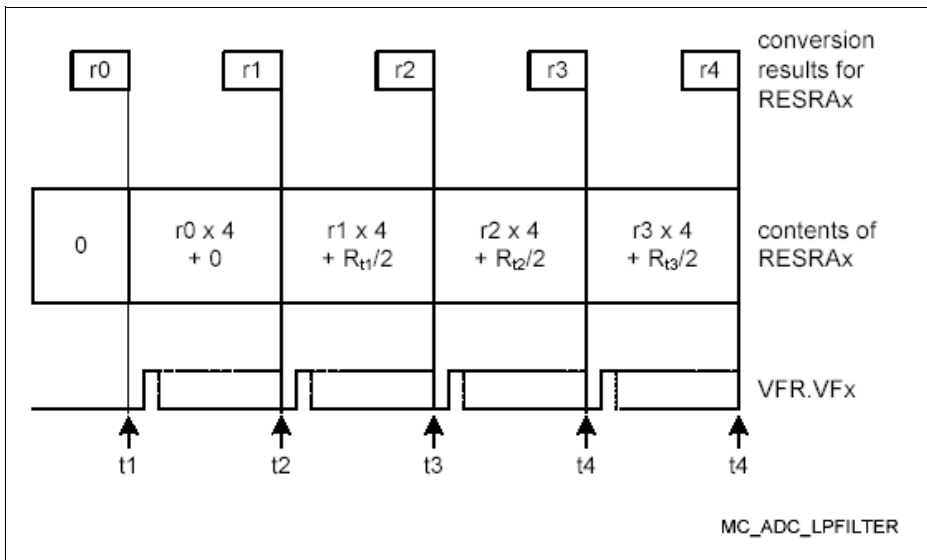 r0 r1 r2 r3 r4
conversion
results for
RESRAx
0
r0 x 4
+ 0
r1 x 4
+ Rt1/2
r2 x 4
+ Rt2/2
r3 x 4
+ Rt3/2
contents of
RESRAx
VFR.VFx
t1 t2 t3 t4 t4
MC_ADC_LPFILTER